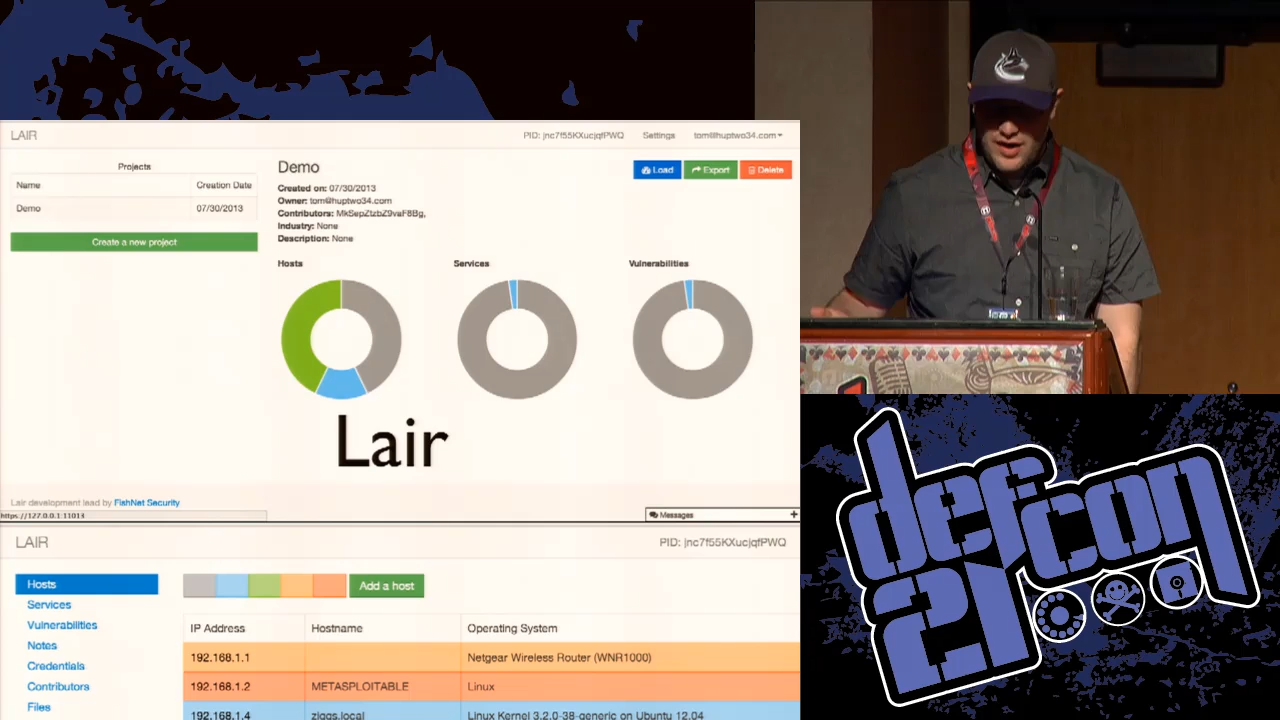 LAIR
PID: jnc7f55KXucjqfPWQ Settings tom@huptwo34.com
Projects
Name Creation Date
Demo 07/30/2013
Create a new project
Demo
Load Export Delete
Created on: 07/30/2013
Owner: tom@huptwo34.com
Contributors: MkSepZtzbZ9vaF8Bg,
Industry: None
Description: None
Hosts Services Vulnerabilities
Lair
Lair development lead by FishNet Security
https://127.0.0.1:11013
Messages +
LAIR
PID: jnc7f55KXucjqfPWQ
Hosts
Services
Vulnerabilities
Notes
Credentials
Contributors
Files
Add a host
IP Address Hostname Operating System
192.168.1.1 Netgear Wireless Router (WNR1000)
192.168.1.2 METASPLOITABLE Linux
192.168.1.4 ziggs.local Linux Kernel 3.2.0-38-generic on Ubuntu 12.04
defcon
21